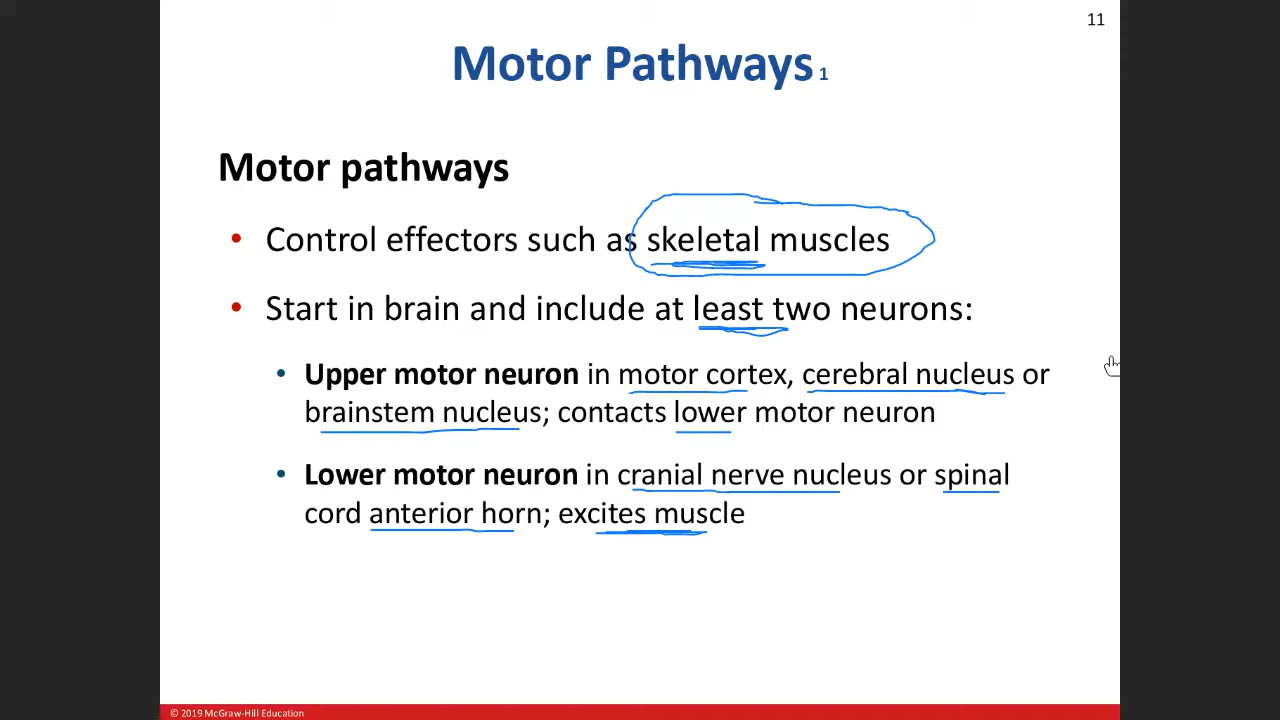 11
Motor Pathways 1
Motor pathways
• Control effectors such as skeletal muscles
• Start in brain and include at least two neurons:
• Upper motor neuron in motor cortex, cerebral nucleus or
brainstem nucleus; contacts lower motor neuron
• Lower motor neuron in cranial nerve nucleus or spinal
cord anterior horn; excites muscle
© 2019 McGraw-Hill Education